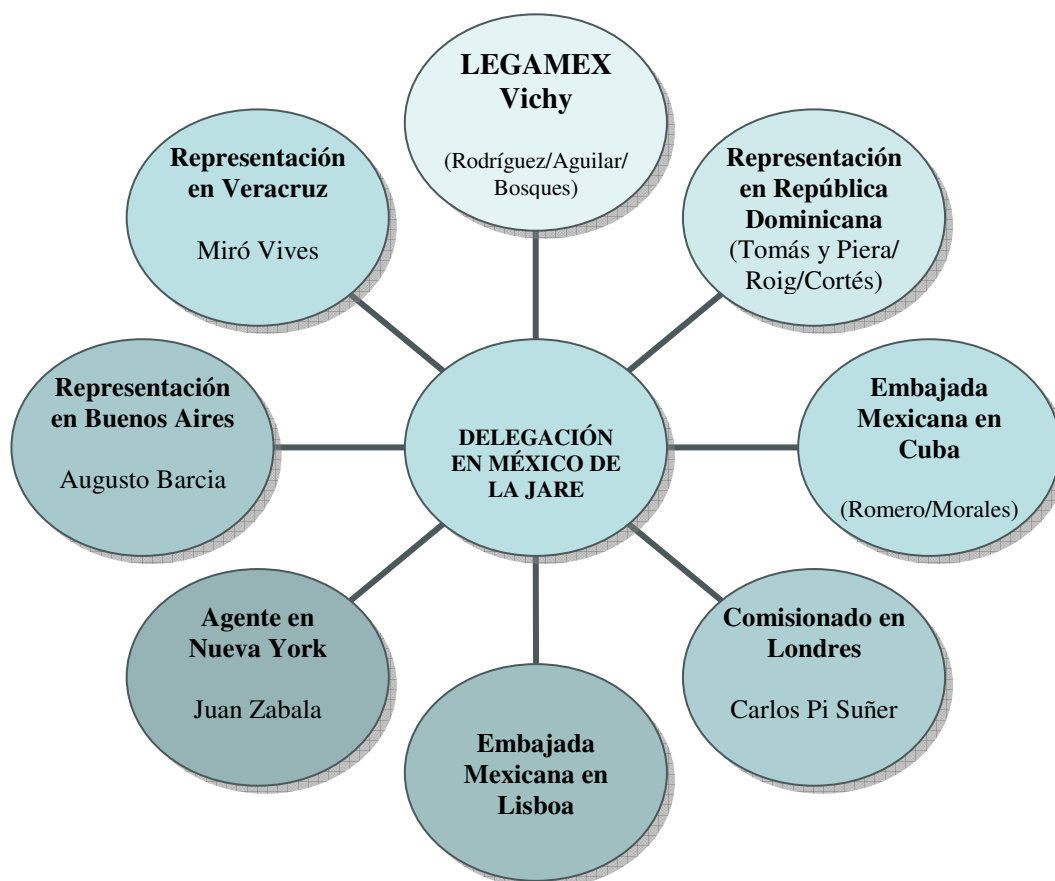 LEGAMEX
Vichy
(Rodríguez/Aguilar/
Bosques)
Representación
en República
Dominicana
(Tomás y Piera/
Roig/Cortés)
Embajada
Mexicana en
Cuba
(Romero/Morales)
Comisionado en
Londres
Carlos Pi Suñer
Embajada
Mexicana en
Lisboa
Agente en
Nueva York
Juan Zabala
Representación
en Buenos Aires
Augusto Barcia
Representación
en Veracruz
Miró Vives
DELEGACIÓN
EN MÉXICO DE
LA JARE